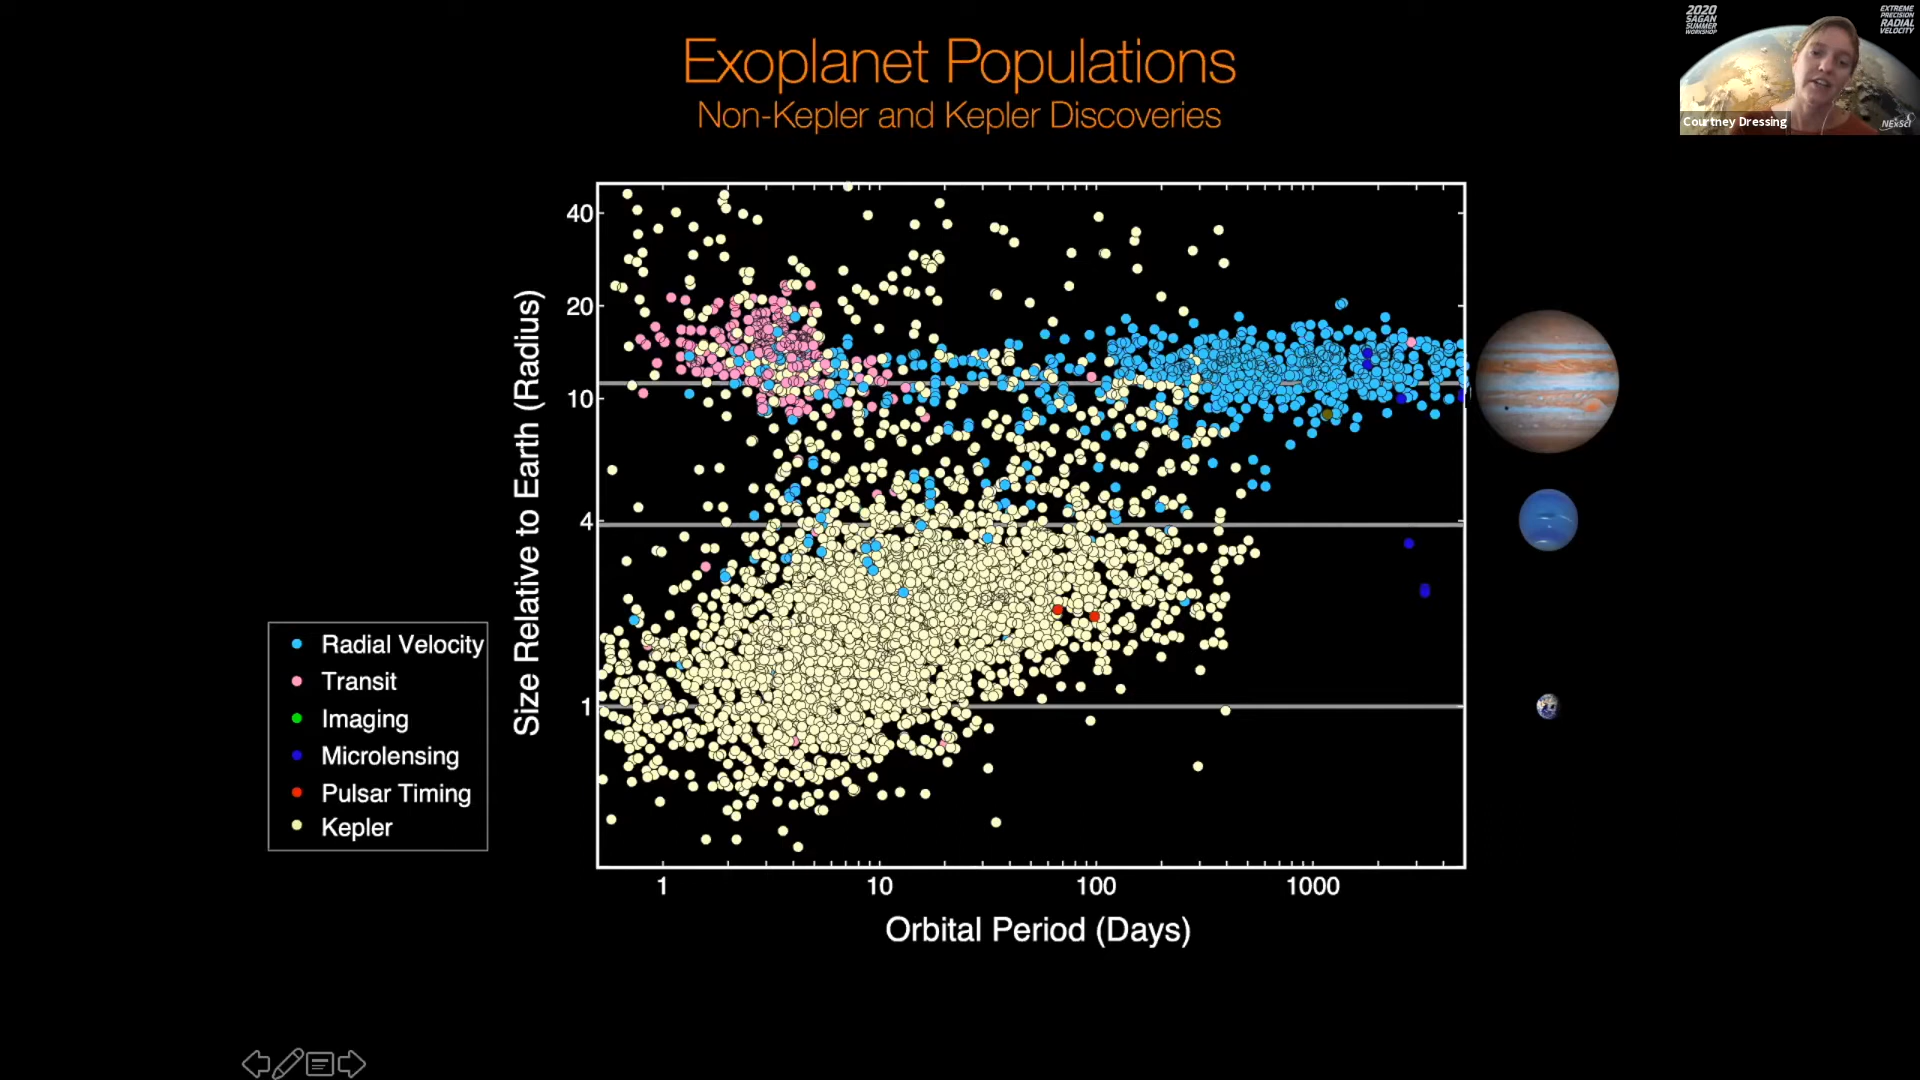 Exoplanet Populations
Non-Kepler and Kepler Discoveries
2020
SAGAN
SUMMER
WORKSHOP
EXTREME
PRECISION
RADIAL
VELOCITY
Courtney Dressing
NExScI
Size Relative to Earth (Radius)
40
20
10
4
1
Radial Velocity
Transit
Imaging
Microlensing
Pulsar Timing
Kepler
1 10 100 1000
Orbital Period (Days)